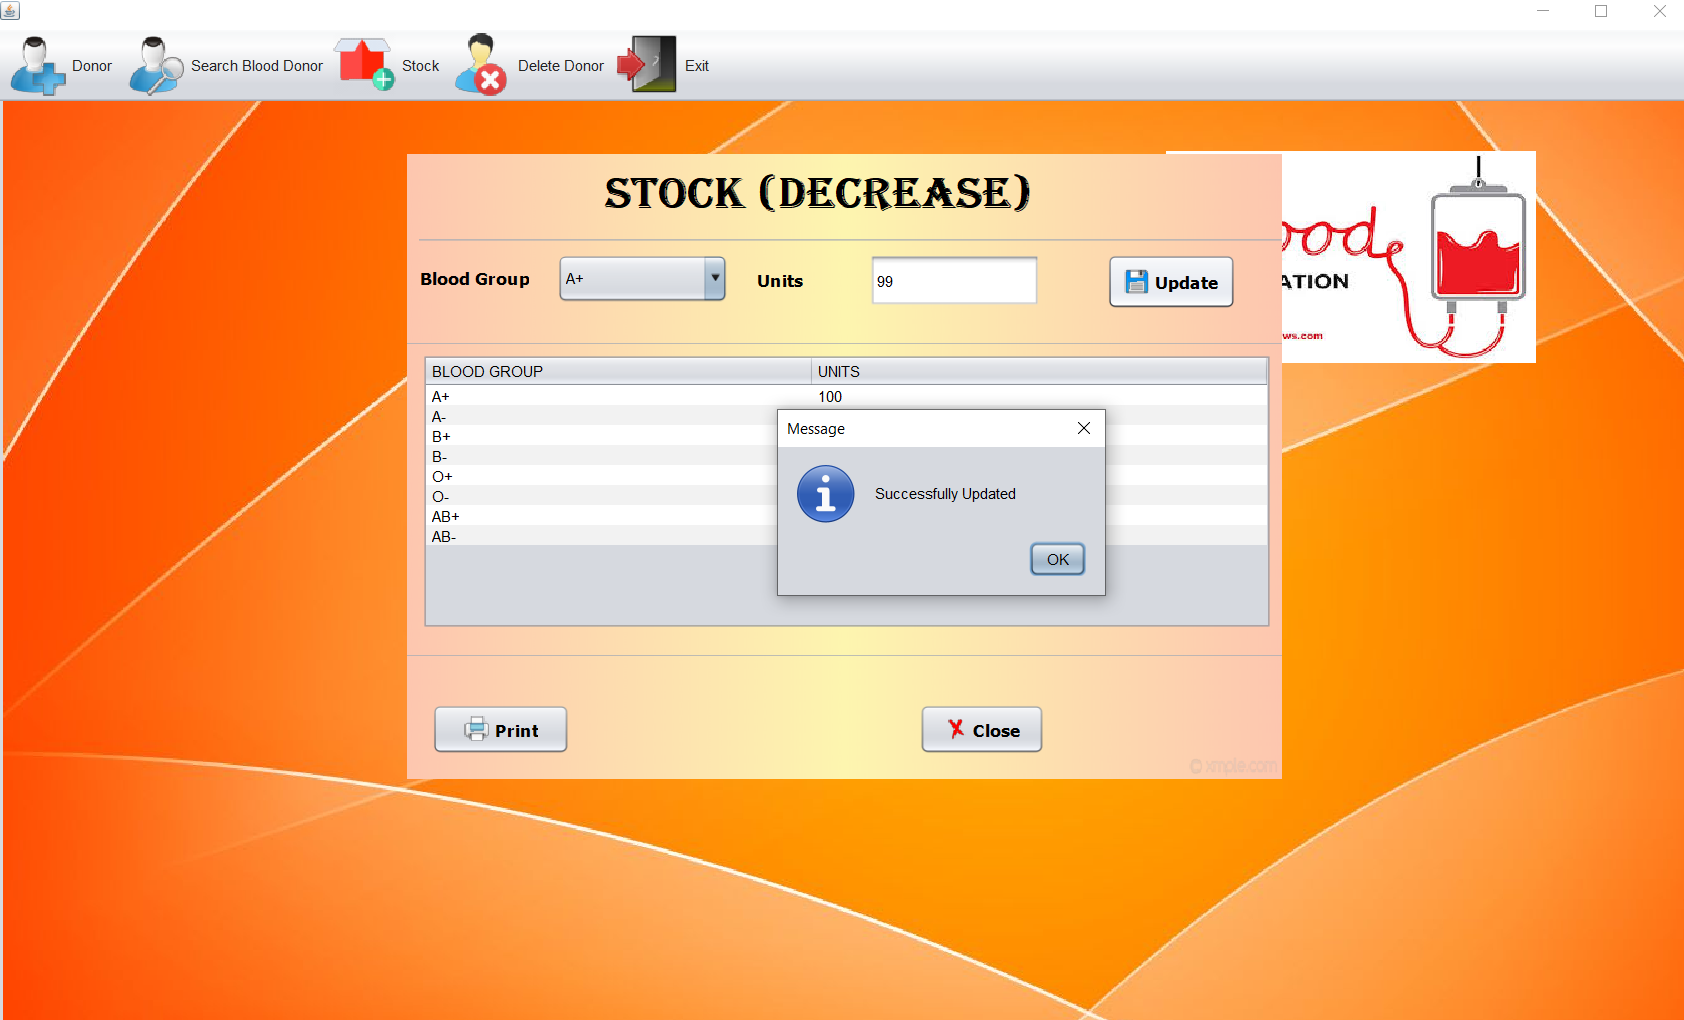 Donor
Search Blood Donor
Stock
Delete Donor
Exit
STOCK (DECREASE)
Blood Group
A+
Units
99
Update
ATION
ws.com
BLOOD GROUP UNITS
A+ 100
A-
B+
B-
O+
O-
AB+
AB-
Message
Successfully Updated
OK
Print
Close
© xmple.com